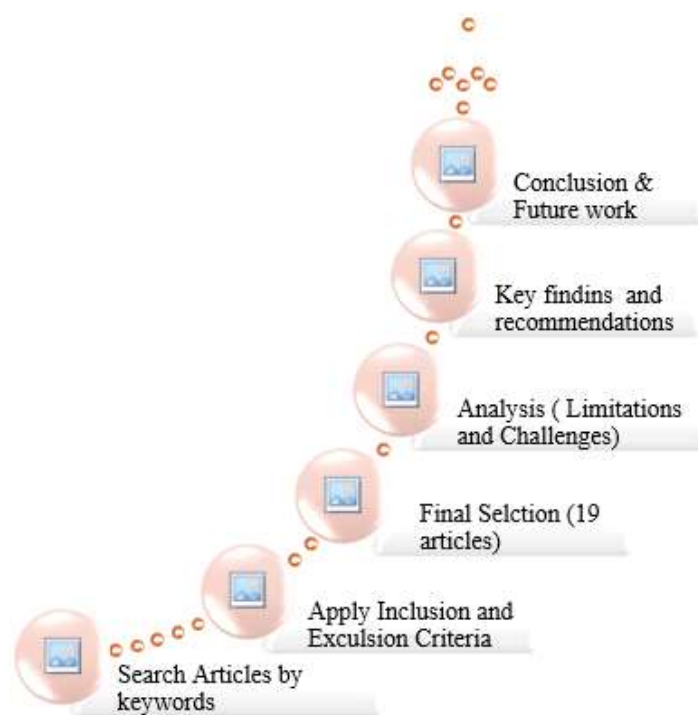 Conclusion &
Future work
Key findins and
recommendations
Analysis ( Limitations
and Challenges)
Final Selction (19
articles)
Apply Inclusion and
Exculsion Criteria
Search Articles by
keywords